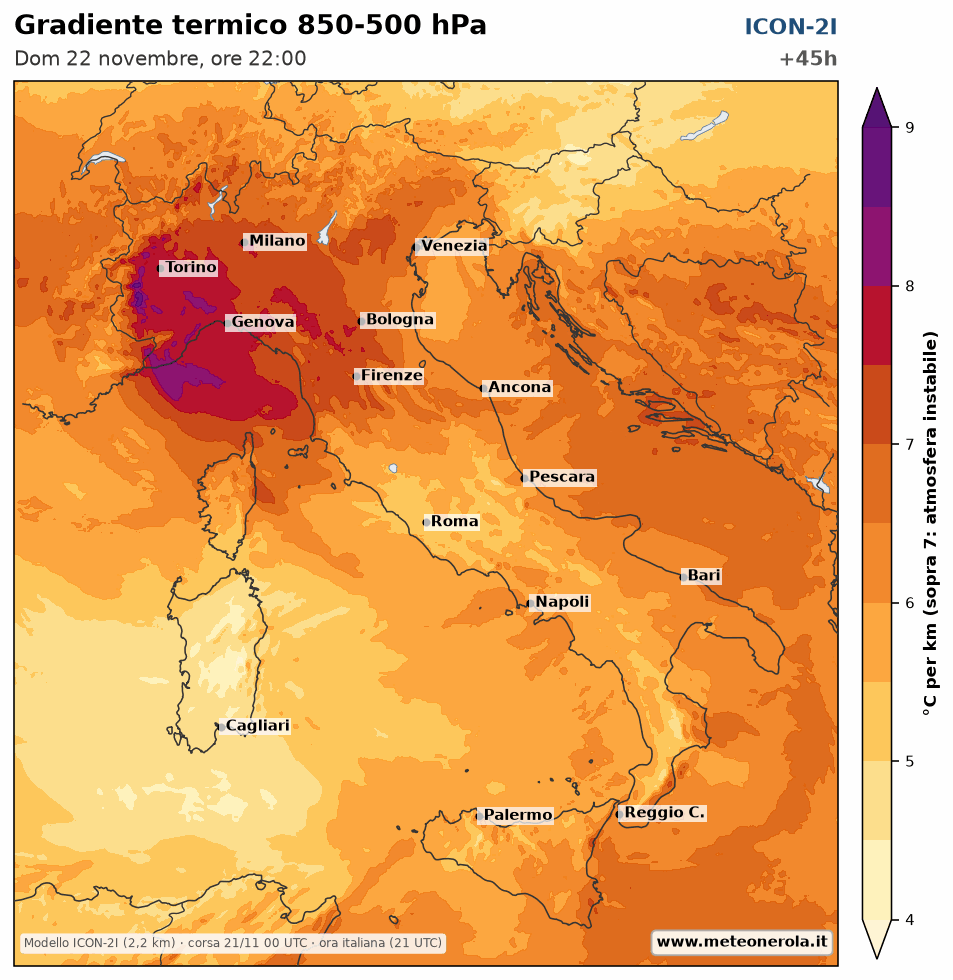 Gradiente termico 850-500 hPa
ICON-2I
Dom 22 novembre, ore 22:00
+45h
Milano
Venezia
Torino
Genova
Bologna
Firenze
Ancona
Pescara
Roma
Bari
Napoli
Cagliari
Palermo
Reggio C.
9
8
7
6
5
4
°C per km (sopra 7: atmosfera instabile)
Modello ICON-2I (2,2 km) · corsa 21/11 00 UTC · ora italiana (21 UTC)
www.meteonerola.it